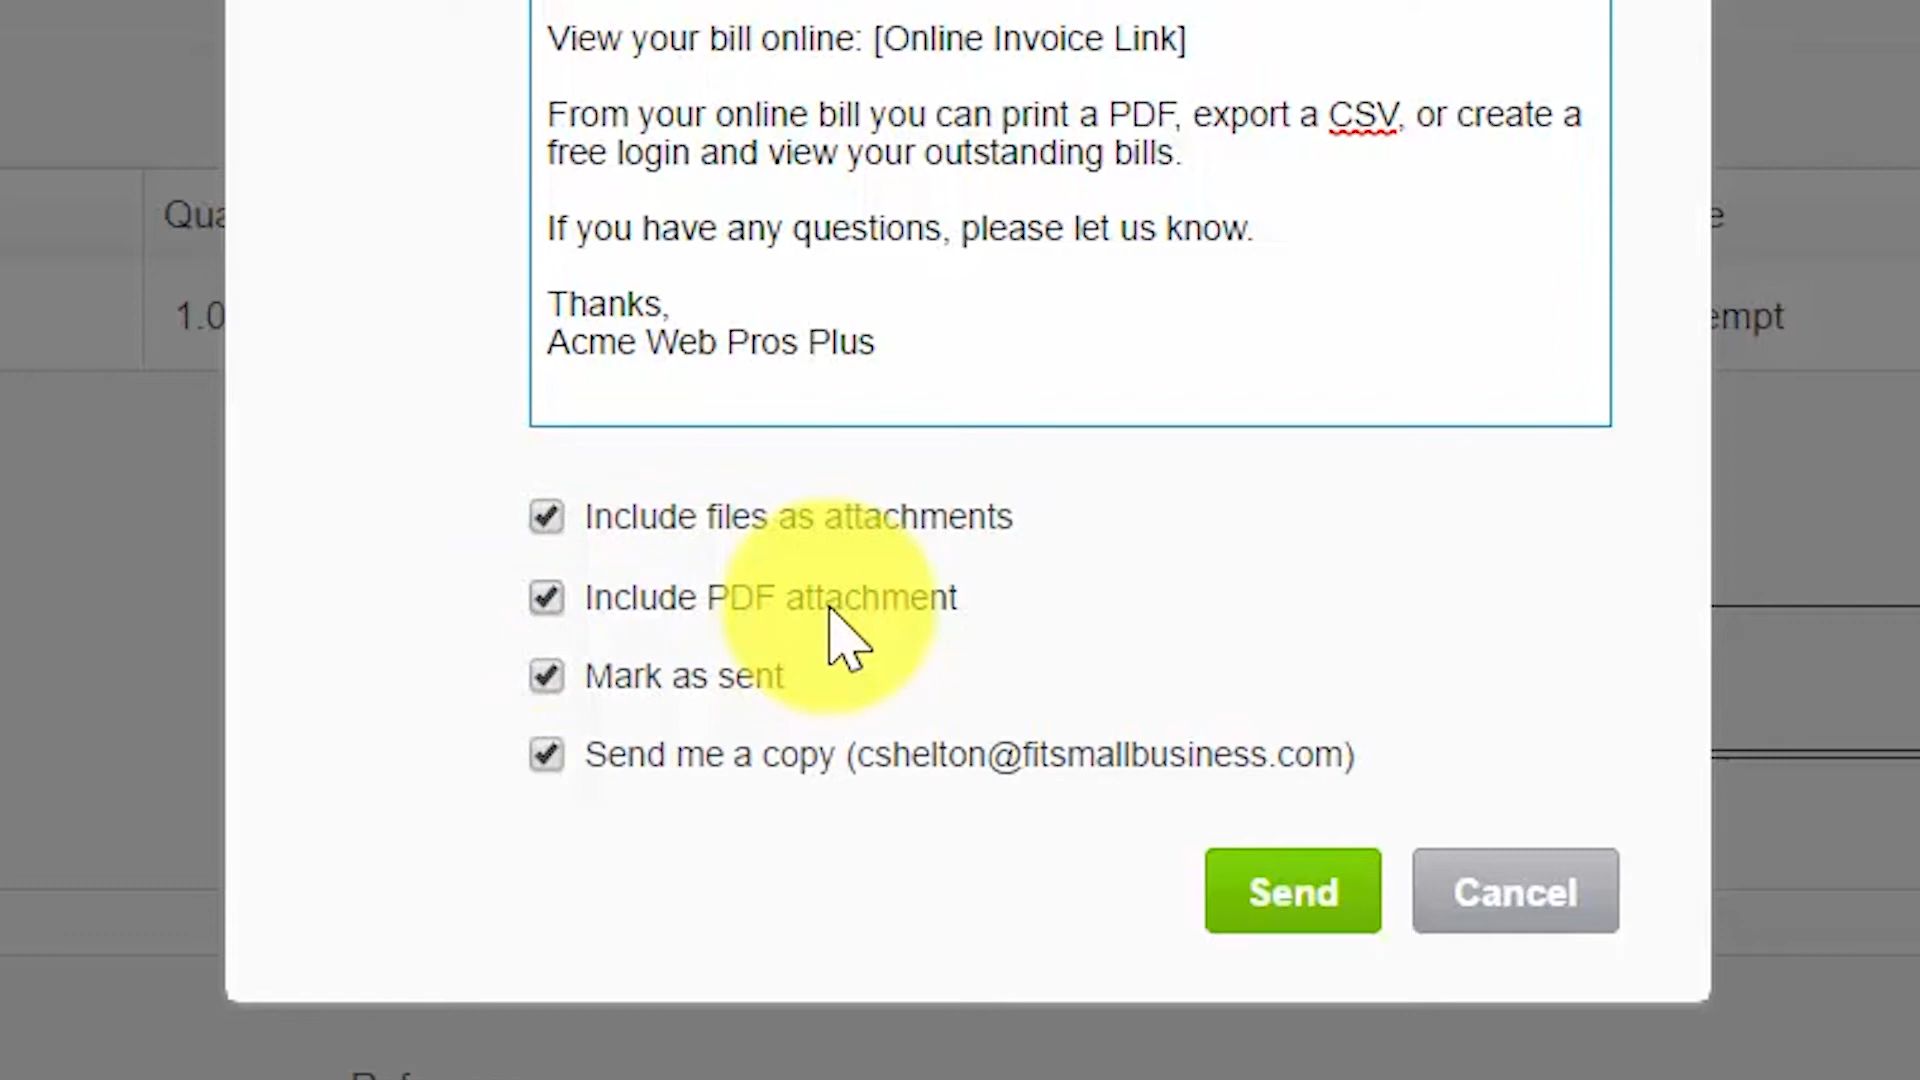 View your bill online: [Online Invoice Link]
From your online bill you can print a PDF, export a CSV, or create a
free login and view your outstanding bills.
If you have any questions, please let us know.
Thanks,
Acme Web Pros Plus
1.0
Include files as attachments
Include PDF attachment
Mark as sent
Send me a copy (cshelton@fitsmallbusiness.com)
Send
Cancel